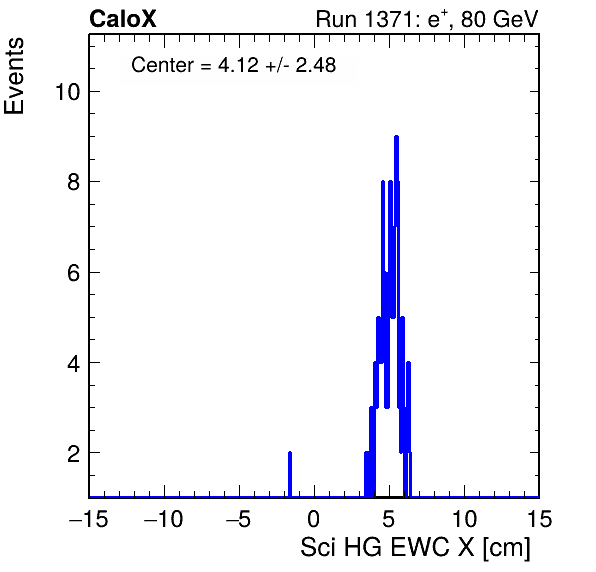 CaloX
Run 1371: e⁺, 80 GeV
Events
Center = 4.12 +/- 2.48
10
8
6
4
2
−15 −10 −5 0 5 10 15
Sci HG EWC X [cm]